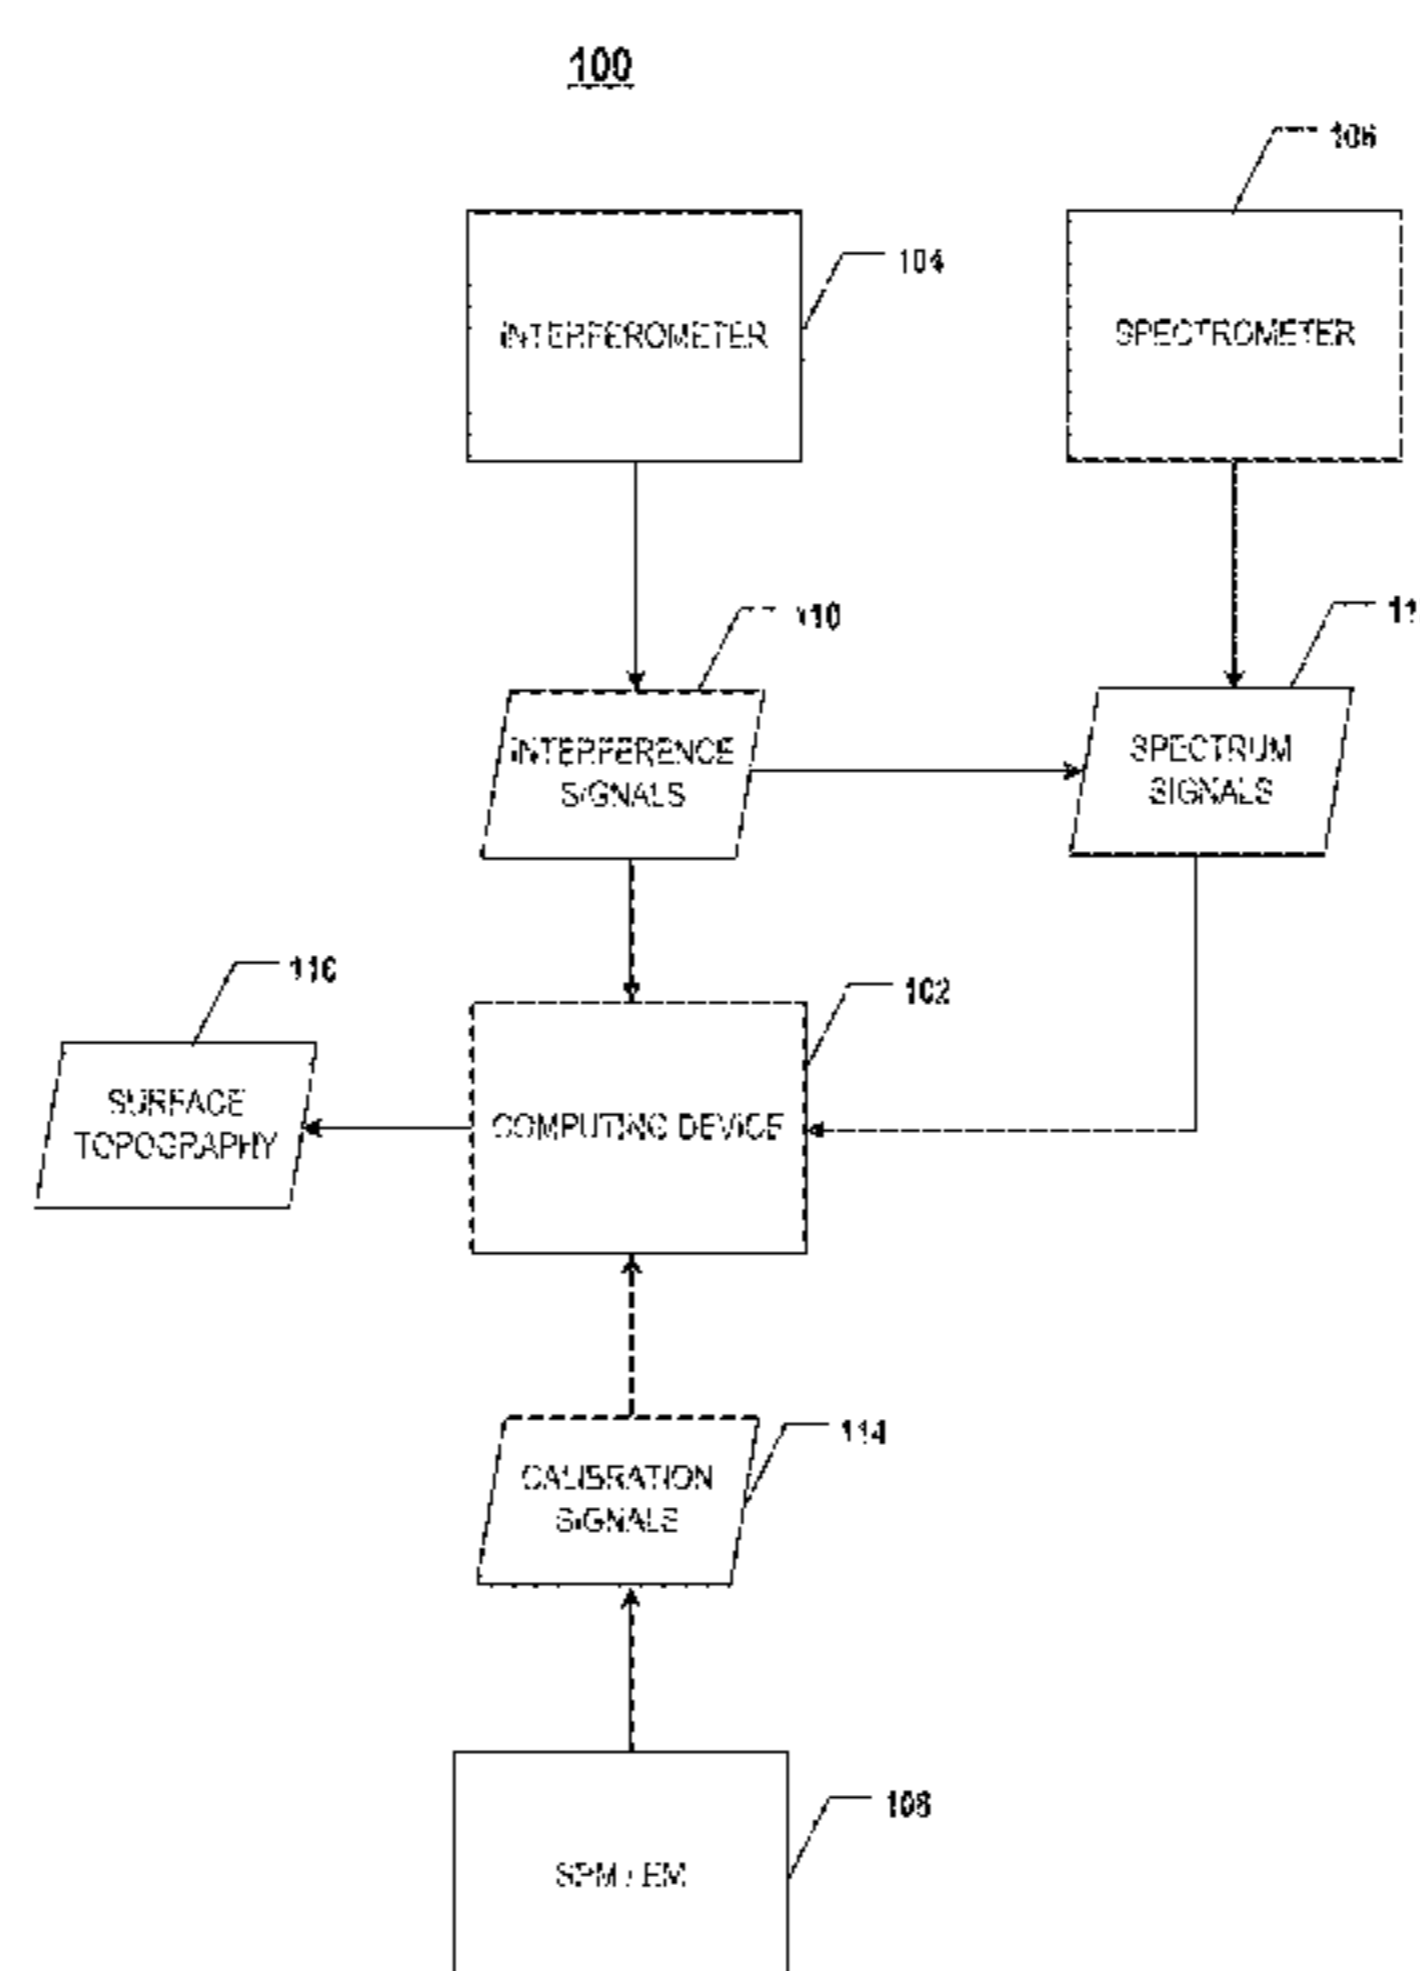 100
106
104
INTERFEROMETER
SPECTROMETER
110
11
INTERFERENCE
SIGNALS
SPECTRUM
SIGNALS
116
102
SURFACE
TOPOGRAPHY
COMPUTING DEVICE
114
CALIBRATION
SIGNALS
108
SPM / EM